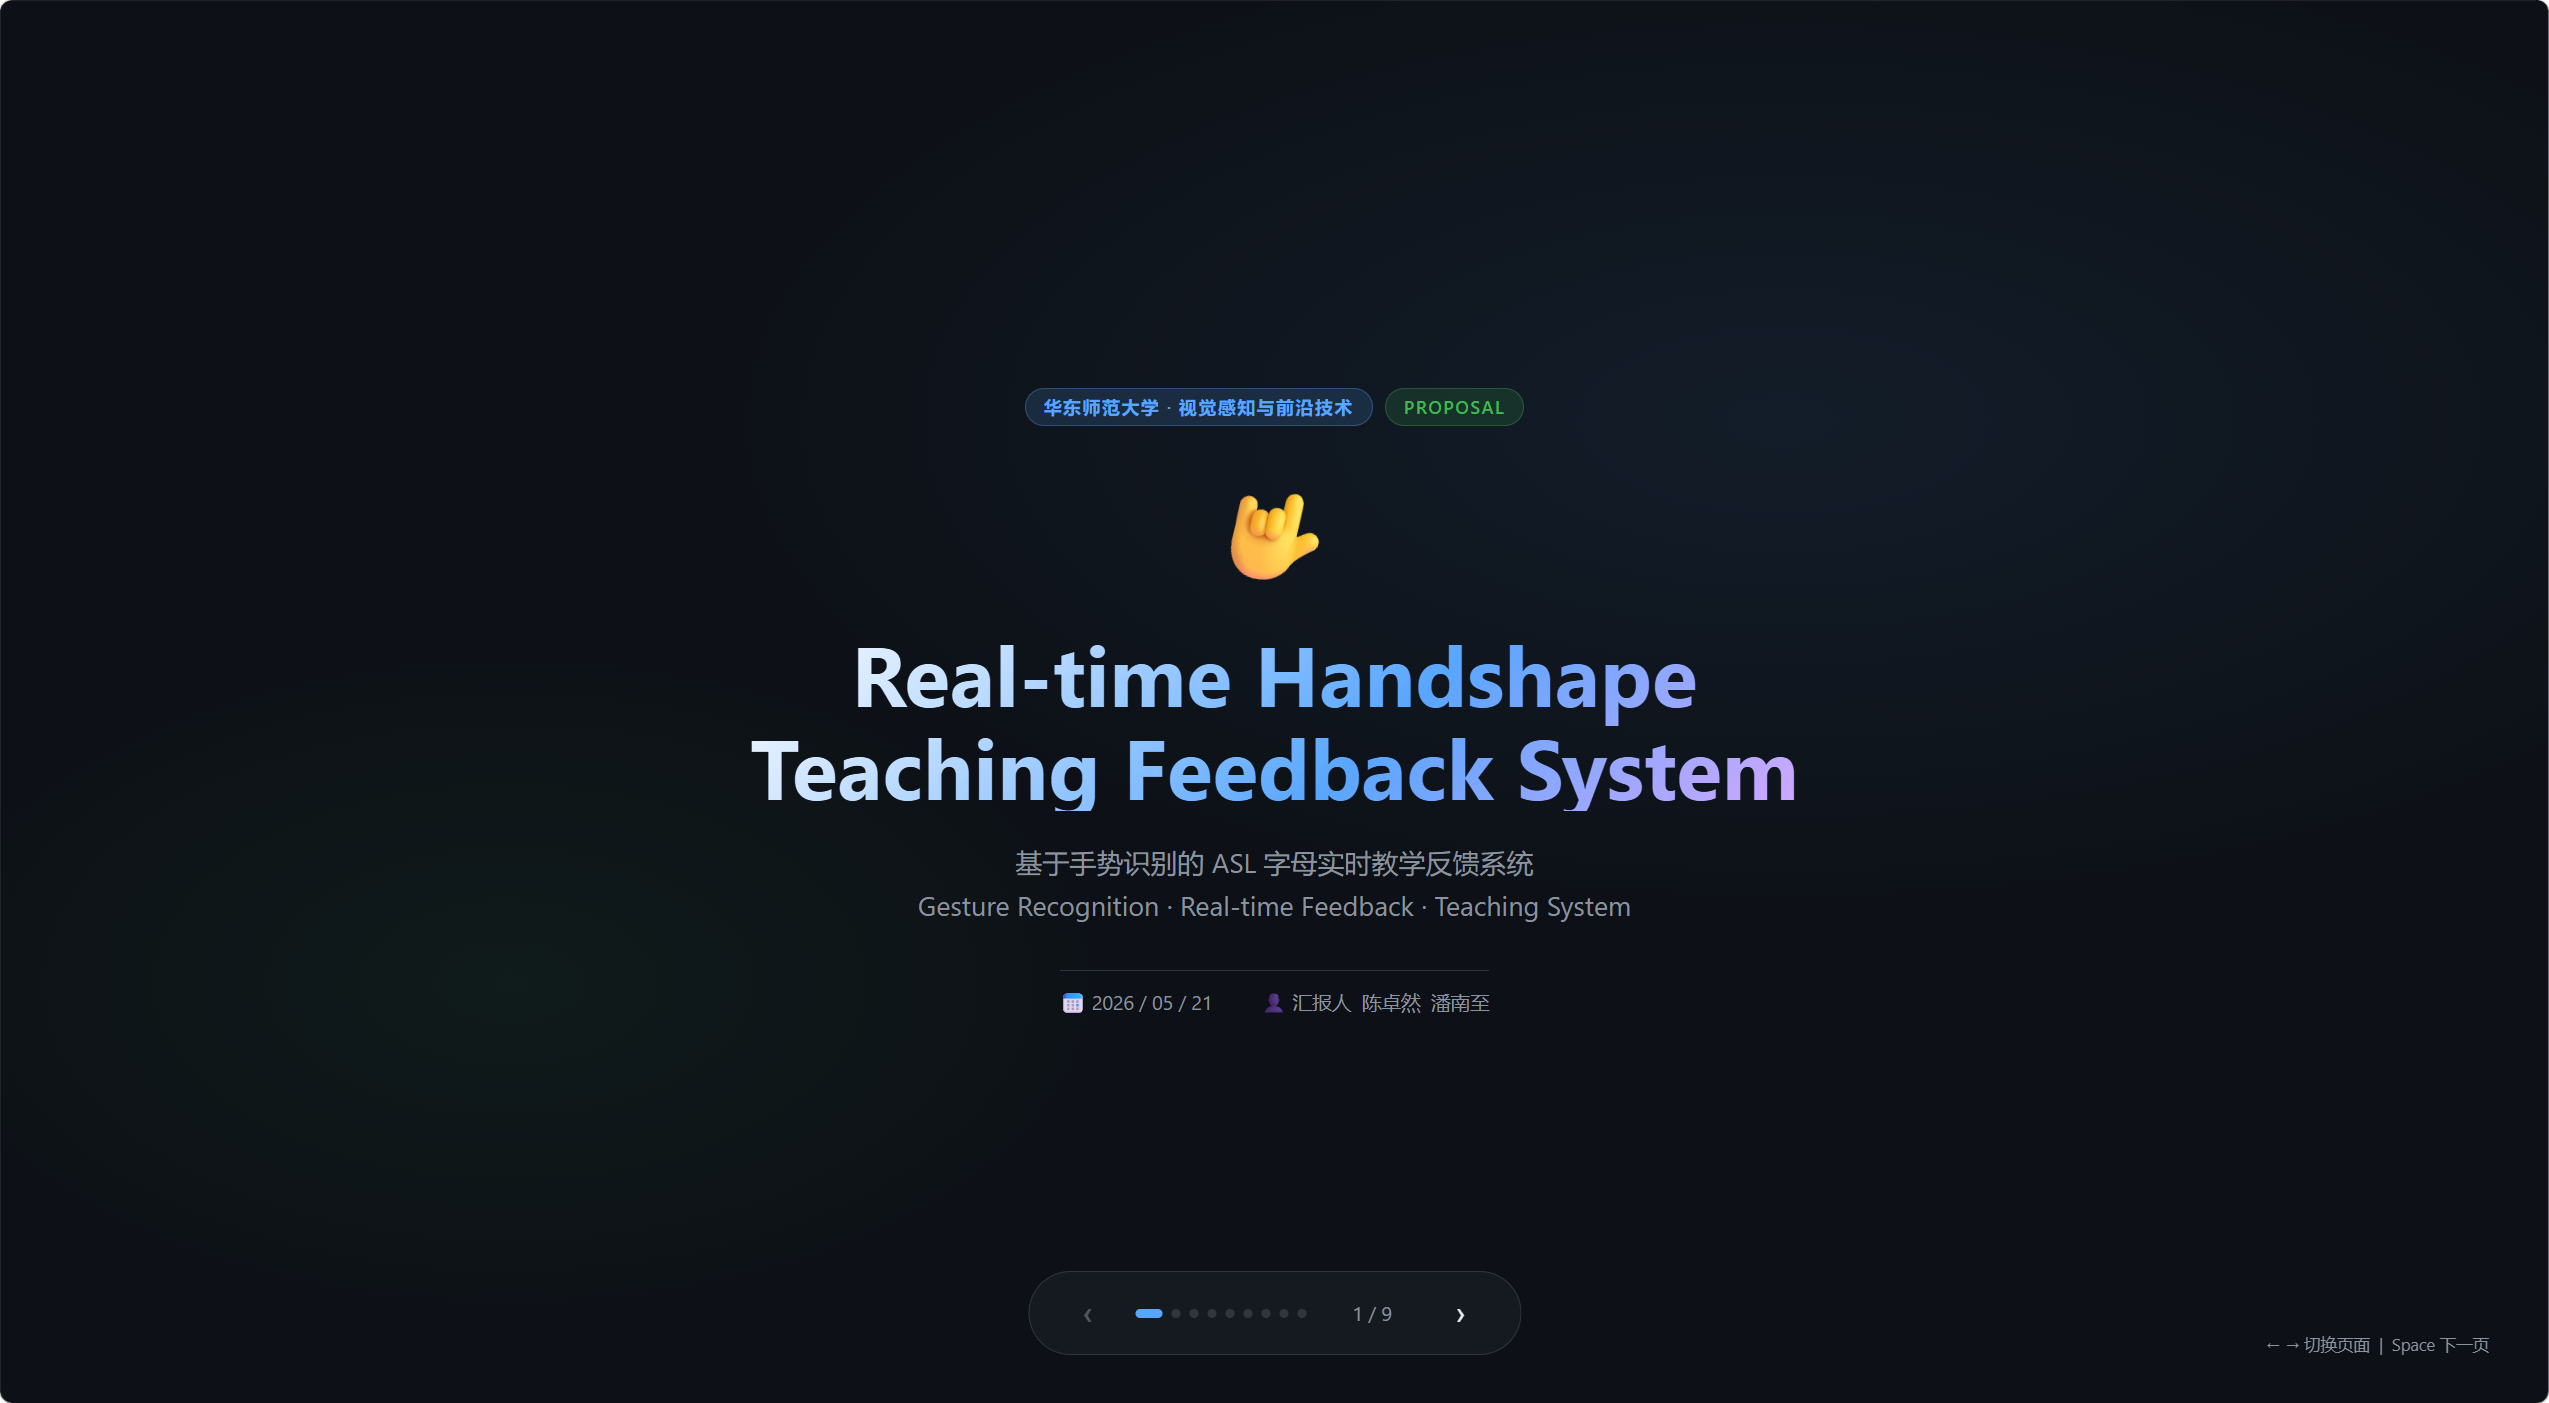 华东师范大学 · 视觉感知与前沿技术
PROPOSAL
Real-time Handshape
Teaching Feedback System
基于手势识别的 ASL 字母实时教学反馈系统
Gesture Recognition · Real-time Feedback · Teaching System
2026 / 05 / 21
汇报人 陈卓然 潘南至
‹ 1 / 9 ›
← → 切换页面 | Space 下一页